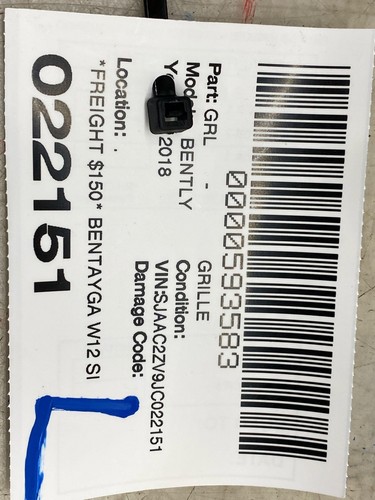 0000593583
Part: GRL - GRILLE
BENTLY Condition:
2018 VIN:SJAAC2ZV9JC022151
Damage Code:
Location: .
*FREIGHT $150* BENTAYGA W12 SI
022151